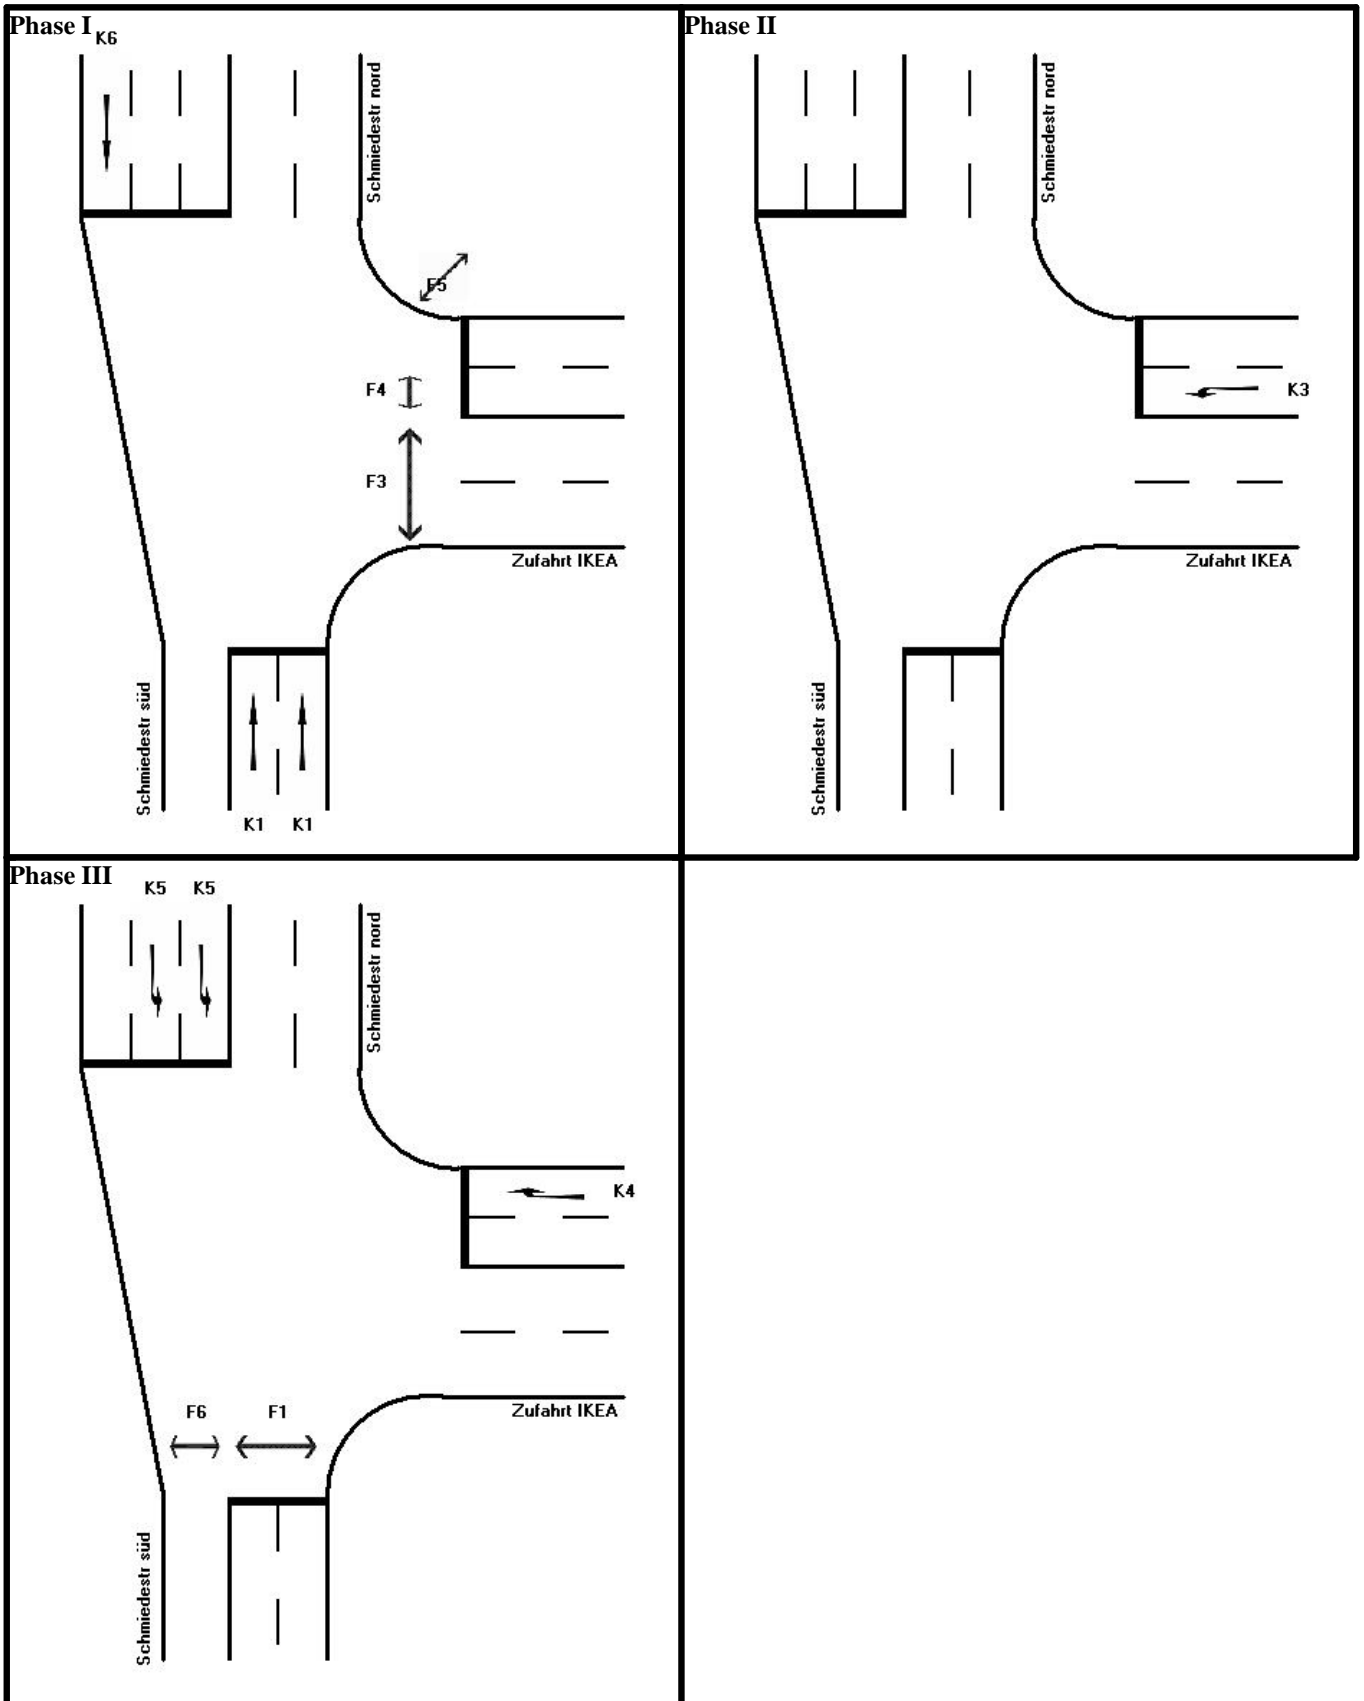 Phase I
K6
Schmiedestr nord
F5
F4
F3
Zufahrt IKEA
Schmiedestr süd
K1 K1
Phase II
Schmiedestr nord
K3
Zufahrt IKEA
Schmiedestr süd
Phase III
K5 K5
Schmiedestr nord
K4
F6 F1
Zufahrt IKEA
Schmiedestr süd